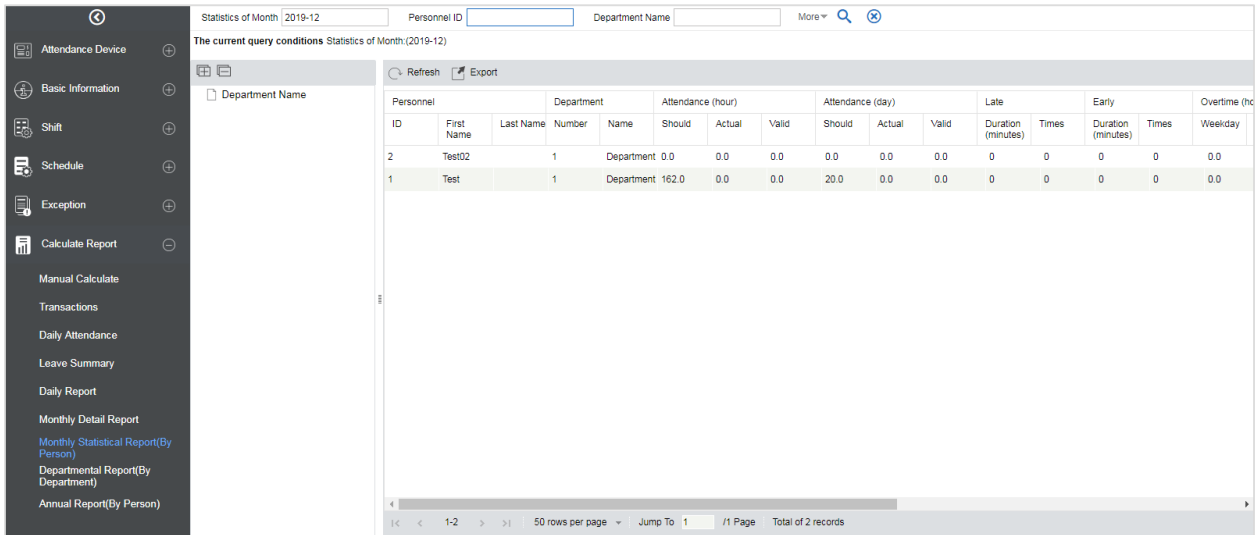 Statistics of Month 2019-12 Personnel ID Department Name More
The current query conditions Statistics of Month:(2019-12)
Attendance Device
Basic Information
Shift
Schedule
Exception
Calculate Report
Manual Calculate
Transactions
Daily Attendance
Leave Summary
Daily Report
Monthly Detail Report
Monthly Statistical Report(By
Person)
Departmental Report(By
Department)
Annual Report(By Person)
Department Name
Refresh Export
Personnel Department Attendance (hour) Attendance (day) Late Early Overtime (ho
ID First Name Last Name Number Name Should Actual Valid Should Actual Valid Duration (minutes) Times Duration (minutes) Times Weekday
2 Test02 1 Department 0.0 0.0 0.0 0.0 0.0 0.0 0 0 0 0 0.0
1 Test 1 Department 162.0 0.0 0.0 20.0 0.0 0.0 0 0 0 0 0.0
1-2 50 rows per page Jump To 1 /1 Page Total of 2 records